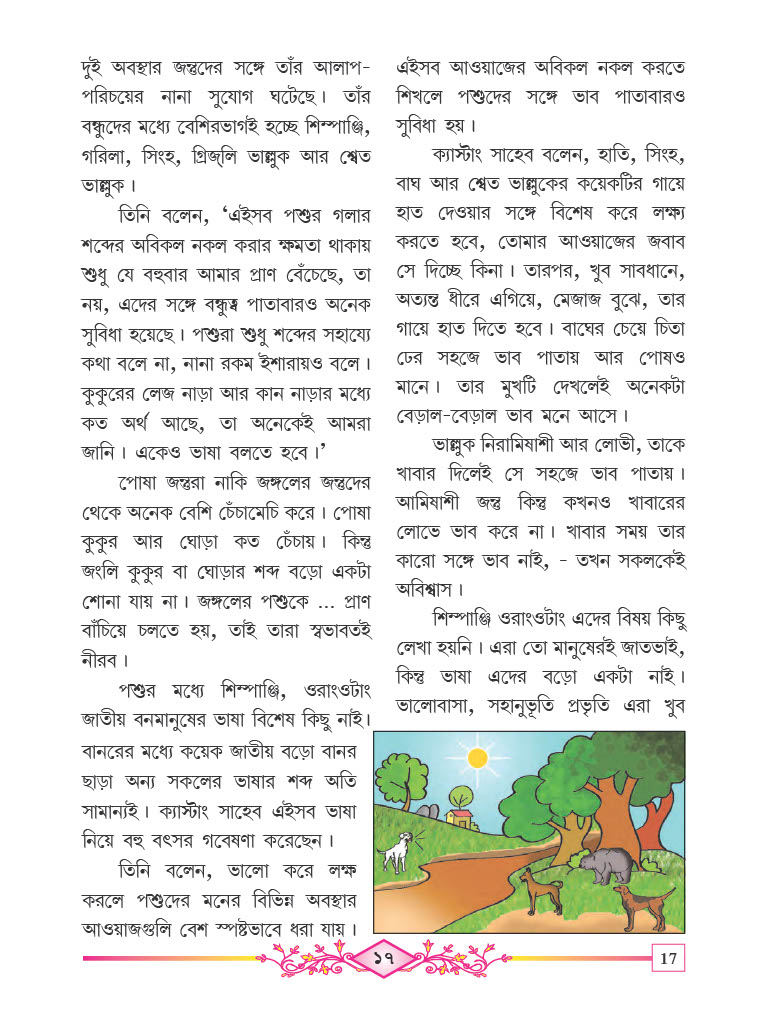 দুই অবস্থার জন্তুদের সঙ্গে তাঁর আলাপ-
পরিচয়ের নানা সুযোগ ঘটেছে। তাঁর
বন্ধুদের মধ্যে বেশিরভাগই হচ্ছে শিম্পাঞ্জি,
গরিলা, সিংহ, গ্রিজ্‌লি ভাল্লুক আর শ্বেত
ভাল্লুক।
তিনি বলেন, ‘এইসব পশুর গলার
শব্দের অবিকল নকল করার ক্ষমতা থাকায়
শুধু যে বহুবার আমার প্রাণ বেঁচেছে, তা
নয়, এদের সঙ্গে বন্ধুত্ব পাতাবারও অনেক
সুবিধা হয়েছে। পশুরা শুধু শব্দের সহায্যে
কথা বলে না, নানা রকম ইশারায়ও বলে।
কুকুরের লেজ নাড়া আর কান নাড়ার মধ্যে
কত অর্থ আছে, তা অনেকেই আমরা
জানি। একেও ভাষা বলতে হবে।’
পোষা জন্তুরা নাকি জঙ্গলের জন্তুদের
থেকে অনেক বেশি চেঁচামেচি করে। পোষা
কুকুর আর ঘোড়া কত চেঁচায়। কিন্তু
জংলি কুকুর বা ঘোড়ার শব্দ বড়ো একটা
শোনা যায় না। জঙ্গলের পশুকে ... প্রাণ
বাঁচিয়ে চলতে হয়, তাই তারা স্বভাবতই
নীরব।
পশুর মধ্যে শিম্পাঞ্জি, ওরাংওটাং
জাতীয় বনমানুষের ভাষা বিশেষ কিছু নাই।
বানরের মধ্যে কয়েক জাতীয় বড়ো বানর
ছাড়া অন্য সকলের ভাষার শব্দ অতি
সামান্যই। ক্যাস্টাং সাহেব এইসব ভাষা
নিয়ে বহু বৎসর গবেষণা করেছেন।
তিনি বলেন, ভালো করে লক্ষ
করলে পশুদের মনের বিভিন্ন অবস্থার
আওয়াজগুলি বেশ স্পষ্টভাবে ধরা যায়।
এইসব আওয়াজের অবিকল নকল করতে
শিখলে পশুদের সঙ্গে ভাব পাতাবারও
সুবিধা হয়।
ক্যাস্টাং সাহেব বলেন, হাতি, সিংহ,
বাঘ আর শ্বেত ভাল্লুকের কয়েকটির গায়ে
হাত দেওয়ার সঙ্গে বিশেষ করে লক্ষ্য
করতে হবে, তোমার আওয়াজের জবাব
সে দিচ্ছে কিনা। তারপর, খুব সাবধানে,
অত্যন্ত ধীরে এগিয়ে, মেজাজ বুঝে, তার
গায়ে হাত দিতে হবে। বাঘের চেয়ে চিতা
ঢের সহজে ভাব পাতায় আর পোষও
মানে। তার মুখটি দেখলেই অনেকটা
বেড়াল-বেড়াল ভাব মনে আসে।
ভাল্লুক নিরামিষাশী আর লোভী, তাকে
খাবার দিলেই সে সহজে ভাব পাতায়।
আমিষাশী জন্তু কিন্তু কখনও খাবারের
লোভে ভাব করে না। খাবার সময় তার
কারো সঙ্গে ভাব নাই, - তখন সকলকেই
অবিশ্বাস।
শিম্পাঞ্জি ওরাংওটাং এদের বিষয় কিছু
লেখা হয়নি। এরা তো মানুষেরই জাতভাই,
কিন্তু ভাষা এদের বড়ো একটা নাই।
ভালোবাসা, সহানুভূতি প্রভৃতি এরা খুব
১৭
17